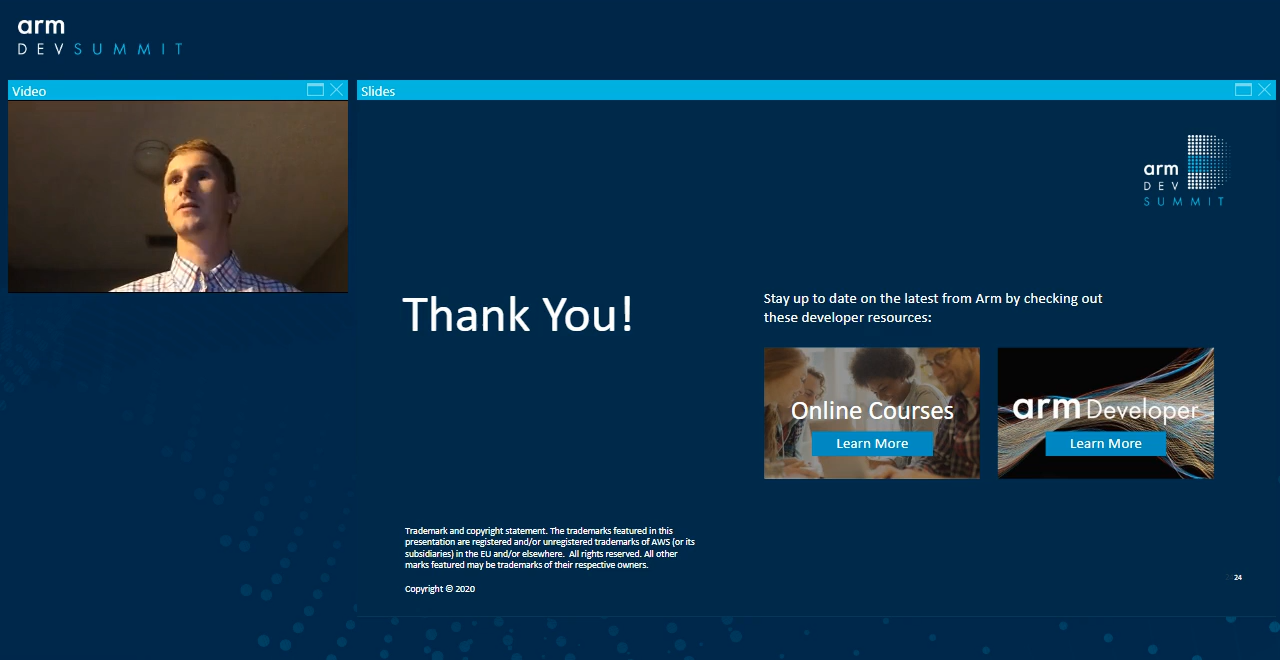 arm
DEVSUMMIT
Video
Slides
arm
DEV
SUMMIT
Thank You!
Stay up to date on the latest from Arm by checking out
these developer resources:
Online Courses
Learn More
arm Developer
Learn More
Trademark and copyright statement. The trademarks featured in this
presentation are registered and/or unregistered trademarks of AWS (or its
subsidiaries) in the EU and/or elsewhere.  All rights reserved. All other
marks featured may be trademarks of their respective owners.
Copyright © 2020
24